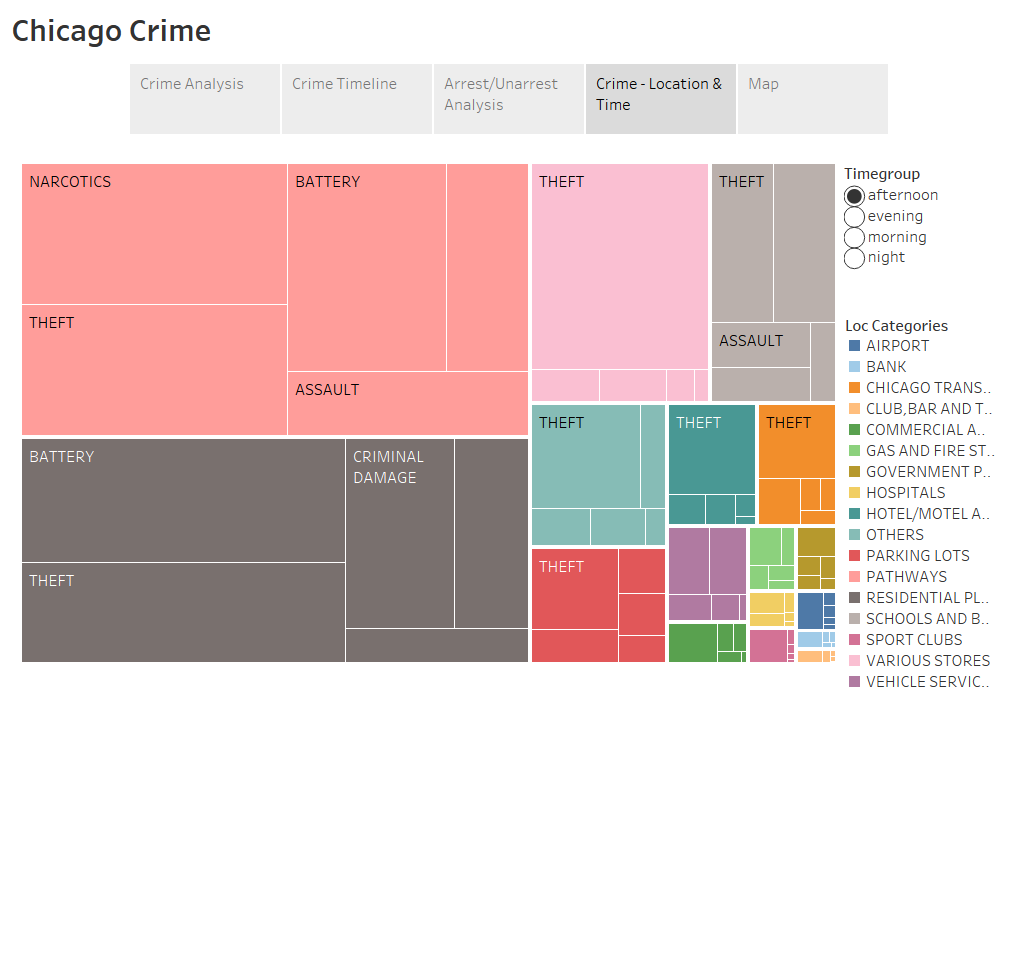 Chicago Crime
Crime Analysis
Crime Timeline
Arrest/Unarrest
Analysis
Crime - Location &
Time
Map
NARCOTICS
BATTERY
THEFT
ASSAULT
THEFT
THEFT
ASSAULT
BATTERY
CRIMINAL
DAMAGE
THEFT
THEFT
THEFT
THEFT
THEFT
Timegroup
afternoon
evening
morning
night
Loc Categories
AIRPORT
BANK
CHICAGO TRANS..
CLUB,BAR AND T..
COMMERCIAL A..
GAS AND FIRE ST..
GOVERNMENT P..
HOSPITALS
HOTEL/MOTEL A..
OTHERS
PARKING LOTS
PATHWAYS
RESIDENTIAL PL..
SCHOOLS AND B..
SPORT CLUBS
VARIOUS STORES
VEHICLE SERVIC..